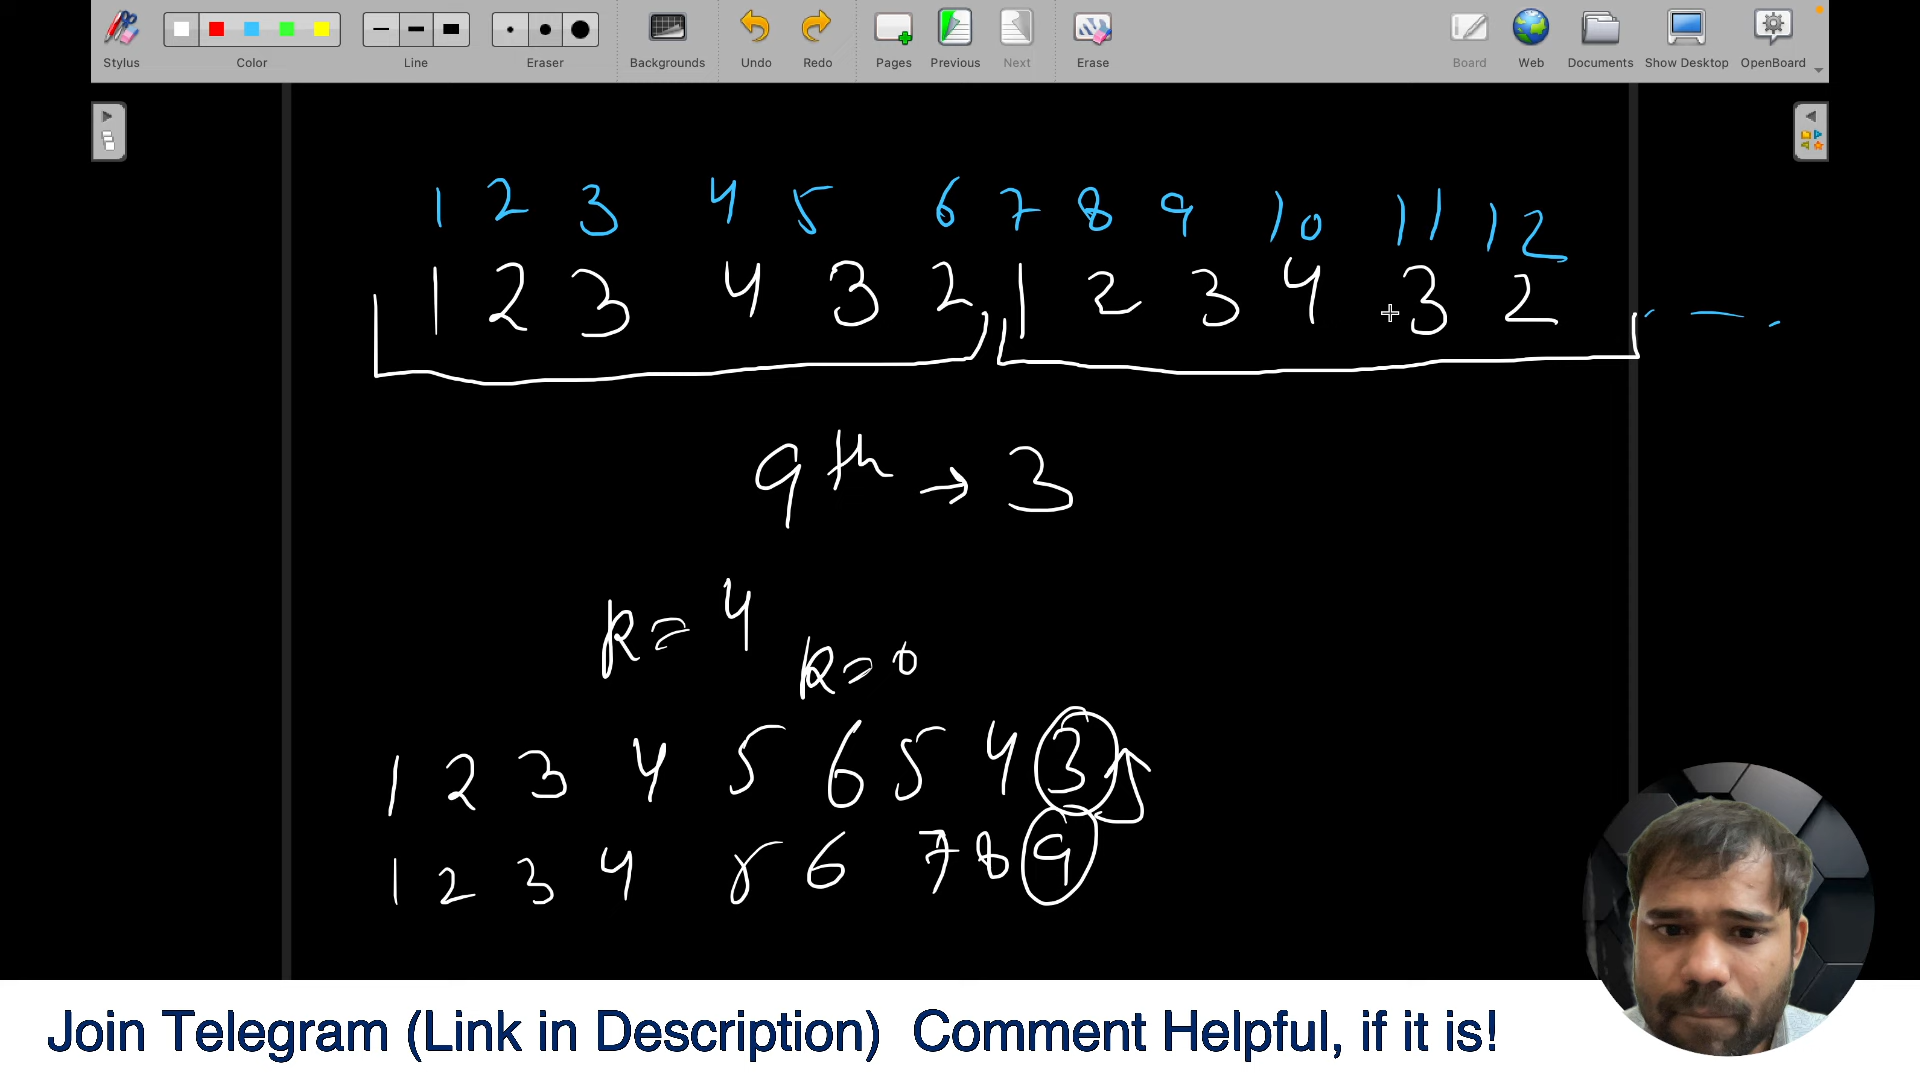 Stylus Color Line Eraser Backgrounds Undo Redo Pages Previous Next Erase Board Web Documents Show Desktop OpenBoard
1 2 3 4 5 6 7 8 9 10 11 12
1 2 3 4 3 2 1 2 3 4 3 2 . — .
9th → 3
k = 4
k = 0
1 2 3 4 5 6 5 4 3
1 2 3 4 5 6 7 8 9
Join Telegram (Link in Description) Comment Helpful, if it is!